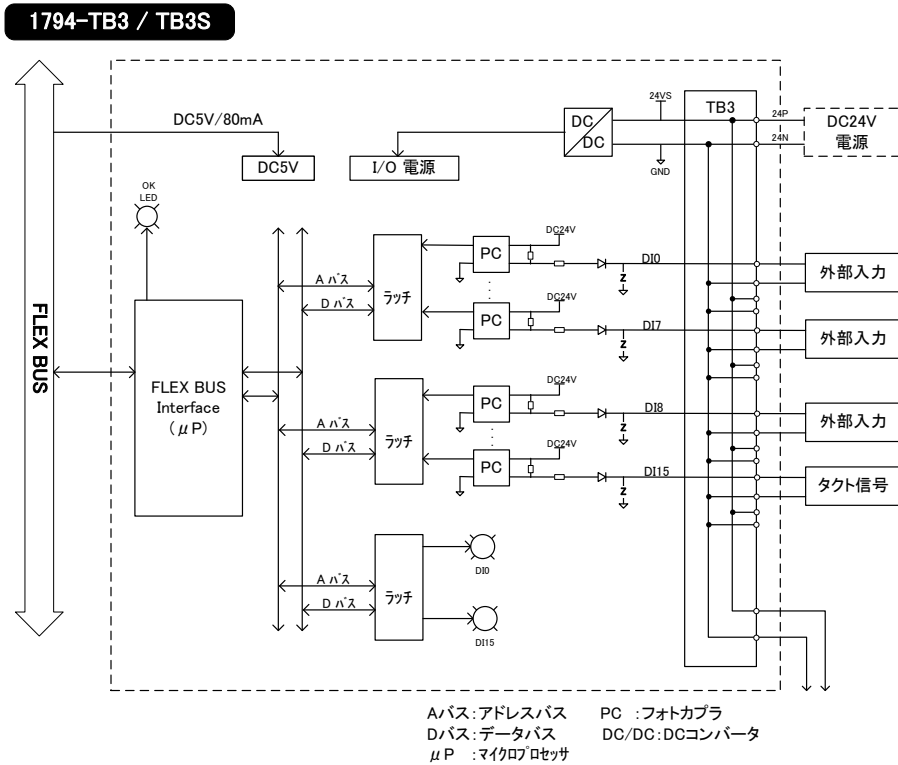 1794-TB3 / TB3S
FLEX BUS
DC5V/80mA
DC5V
I/O 電源
DC
DC
24VS
GND
TB3
24P
24N
DC24V
電源
OK
LED
FLEX BUS
Interface
(μP)
A バス
D バス
ラッチ
PC
DC24V
Z
DI0
外部入力
PC
DC24V
Z
DI7
外部入力
A バス
D バス
ラッチ
PC
DC24V
Z
DI8
外部入力
PC
DC24V
Z
DI15
タクト信号
A バス
D バス
ラッチ
DI0
DI15
Aバス:アドレスバス PC :フォトカプラ
Dバス:データバス DC/DC:DCコンバータ
μP :マイクロプロセッサ